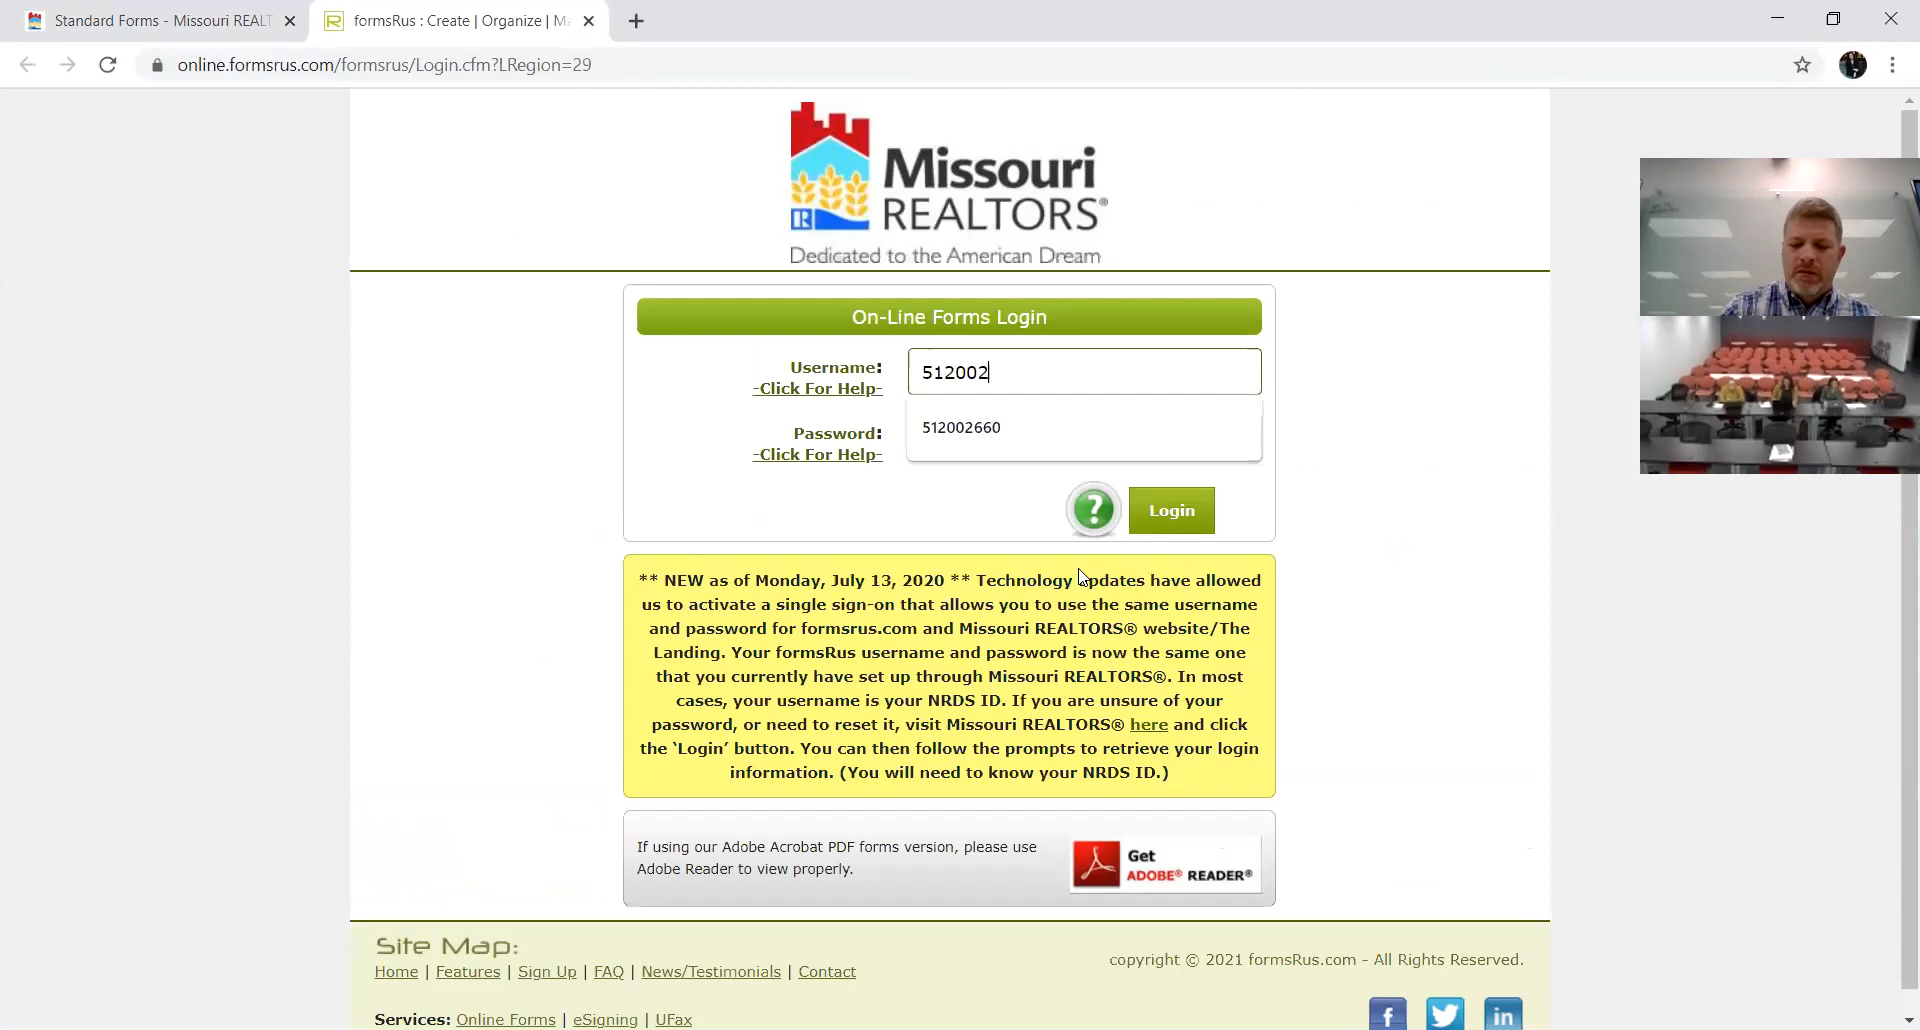 Standard Forms - Missouri REALT
formsRus : Create | Organize | Ma
online.formsrus.com/formsrus/Login.cfm?LRegion=29
Missouri
REALTORS®
R
Dedicated to the American Dream
On-Line Forms Login
Username:
-Click For Help-
512002
512002660
Password:
-Click For Help-
?
Login
** NEW as of Monday, July 13, 2020 ** Technology updates have allowed
us to activate a single sign-on that allows you to use the same username
and password for formsrus.com and Missouri REALTORS® website/The
Landing. Your formsRus username and password is now the same one
that you currently have set up through Missouri REALTORS®. In most
cases, your username is your NRDS ID. If you are unsure of your
password, or need to reset it, visit Missouri REALTORS® here and click
the ‘Login’ button. You can then follow the prompts to retrieve your login
information. (You will need to know your NRDS ID.)
If using our Adobe Acrobat PDF forms version, please use
Adobe Reader to view properly.
Get
ADOBE® READER®
Site Map:
Home | Features | Sign Up | FAQ | News/Testimonials | Contact
copyright © 2021 formsRus.com - All Rights Reserved.
Services: Online Forms | eSigning | UFax
f
in